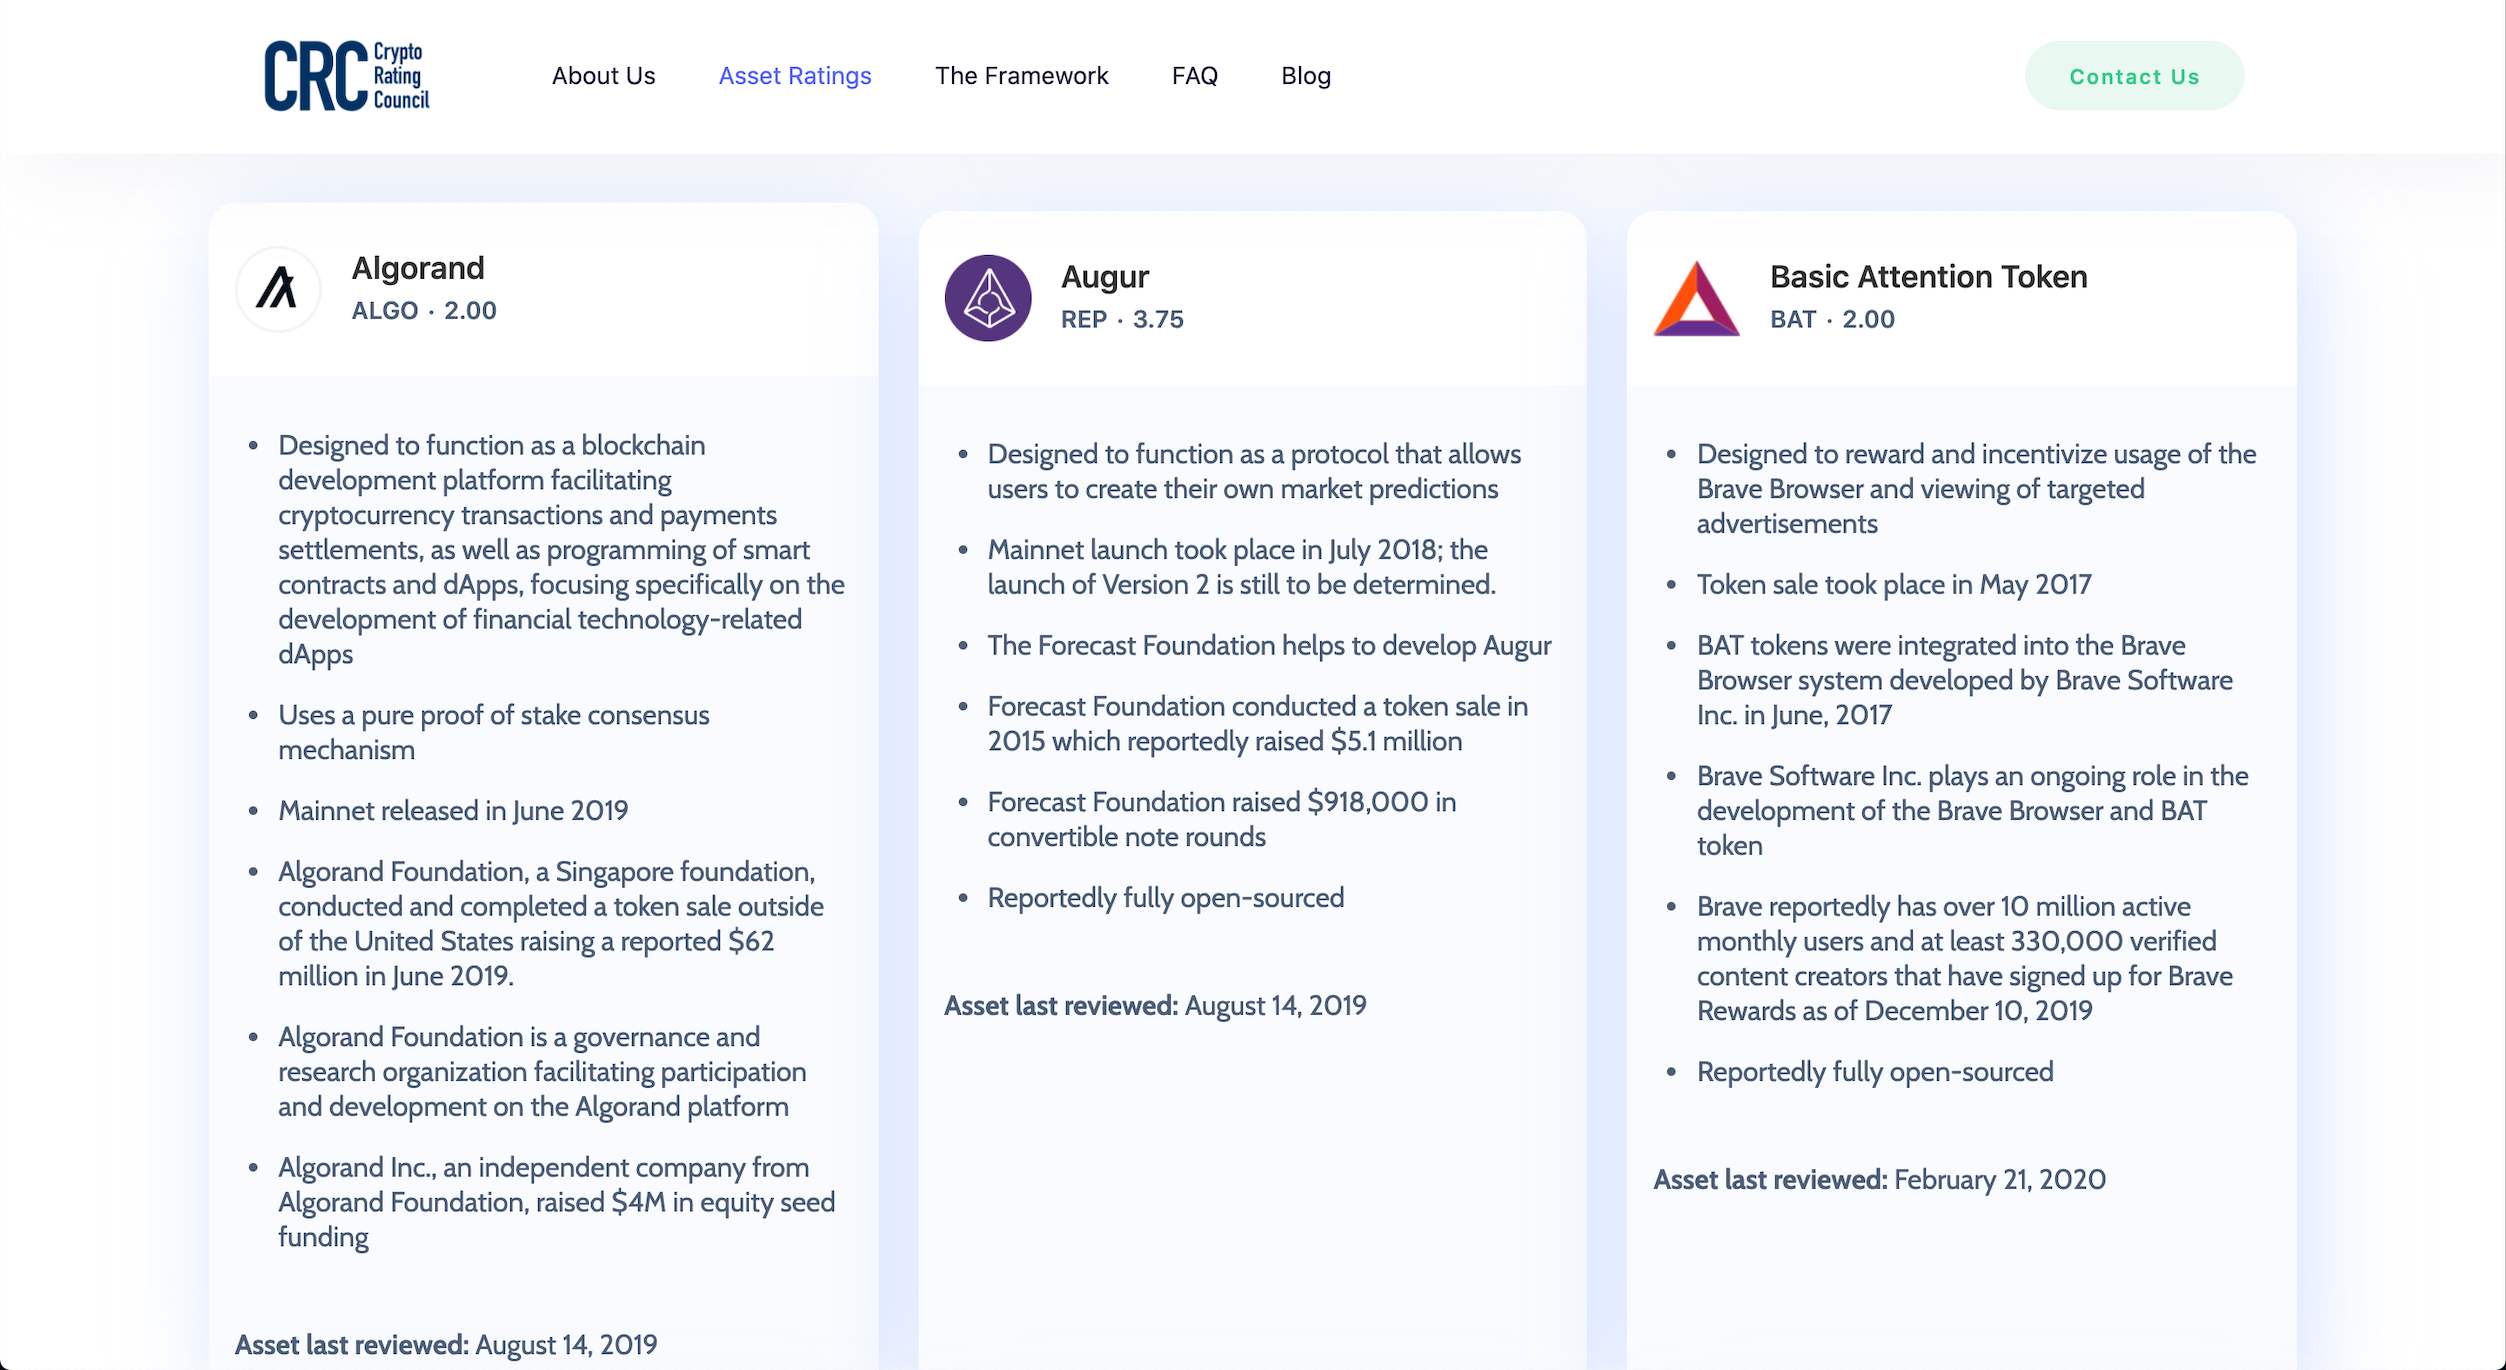 CRC Crypto
Rating
Council
About Us
Asset Ratings
The Framework
FAQ
Blog
Contact Us
Algorand
ALGO · 2.00
• Designed to function as a blockchain
development platform facilitating
cryptocurrency transactions and payments
settlements, as well as programming of smart
contracts and dApps, focusing specifically on the
development of financial technology-related
dApps
• Uses a pure proof of stake consensus
mechanism
• Mainnet released in June 2019
• Algorand Foundation, a Singapore foundation,
conducted and completed a token sale outside
of the United States raising a reported $62
million in June 2019.
• Algorand Foundation is a governance and
research organization facilitating participation
and development on the Algorand platform
• Algorand Inc., an independent company from
Algorand Foundation, raised $4M in equity seed
funding
Asset last reviewed: August 14, 2019
Augur
REP · 3.75
• Designed to function as a protocol that allows
users to create their own market predictions
• Mainnet launch took place in July 2018; the
launch of Version 2 is still to be determined.
• The Forecast Foundation helps to develop Augur
• Forecast Foundation conducted a token sale in
2015 which reportedly raised $5.1 million
• Forecast Foundation raised $918,000 in
convertible note rounds
• Reportedly fully open-sourced
Asset last reviewed: August 14, 2019
Basic Attention Token
BAT · 2.00
• Designed to reward and incentivize usage of the
Brave Browser and viewing of targeted
advertisements
• Token sale took place in May 2017
• BAT tokens were integrated into the Brave
Browser system developed by Brave Software
Inc. in June, 2017
• Brave Software Inc. plays an ongoing role in the
development of the Brave Browser and BAT
token
• Brave reportedly has over 10 million active
monthly users and at least 330,000 verified
content creators that have signed up for Brave
Rewards as of December 10, 2019
• Reportedly fully open-sourced
Asset last reviewed: February 21, 2020